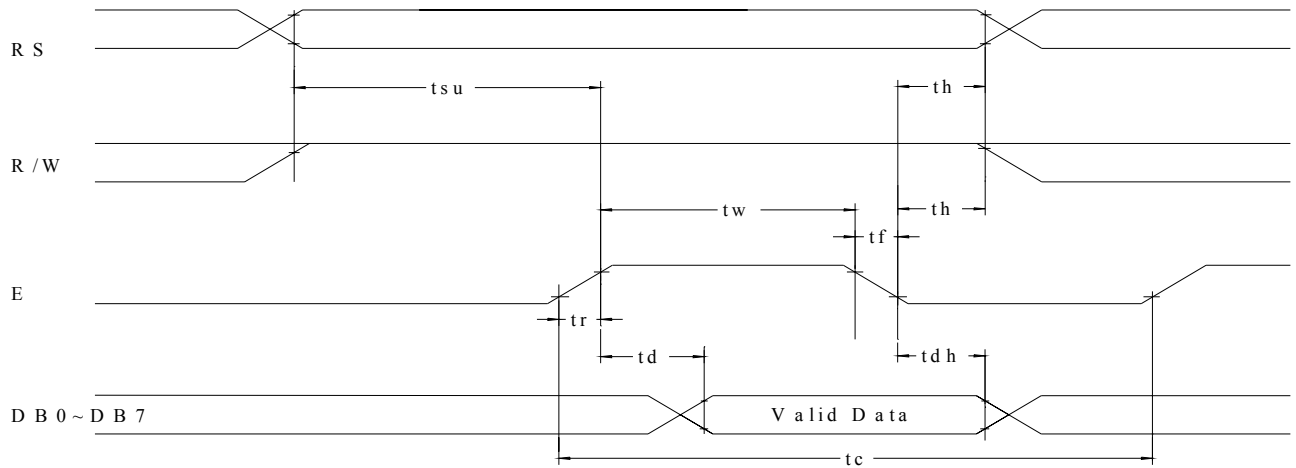 RS
tsu
th
R/W
tw
th
tf
E
tr
td
tdh
DB0~DB7
Valid Data
tc